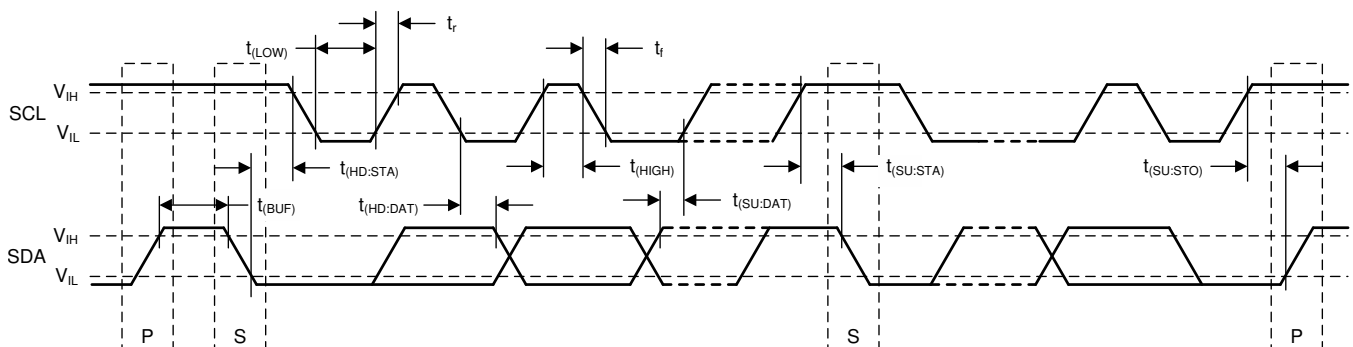 tr
t(LOW)
tf
VIH
SCL
VIL
t(HD:STA)
t(HIGH)
t(SU:STA)
t(SU:STO)
t(BUF)
t(HD:DAT)
t(SU:DAT)
VIH
SDA
VIL
P
S
S
P